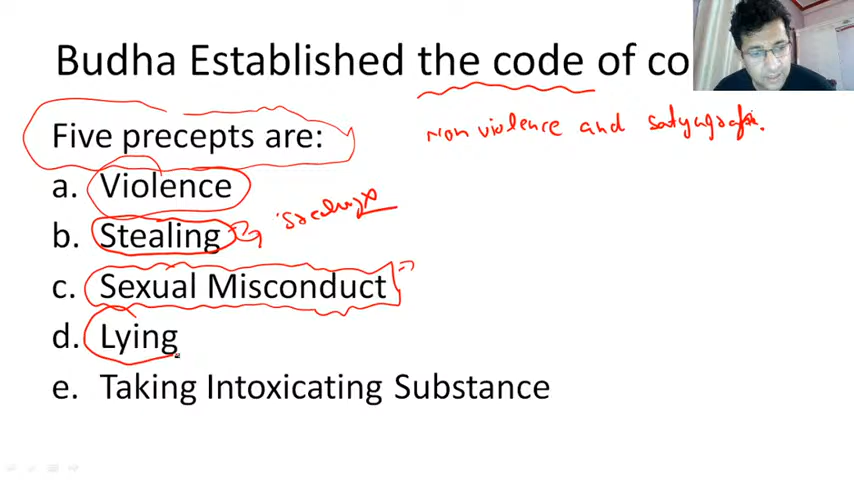 Budha Established the code of co
Non violence and satyagraha.
Five precepts are:
a. Violence
b. Stealing
c. Sexual Misconduct
d. Lying
e. Taking Intoxicating Substance